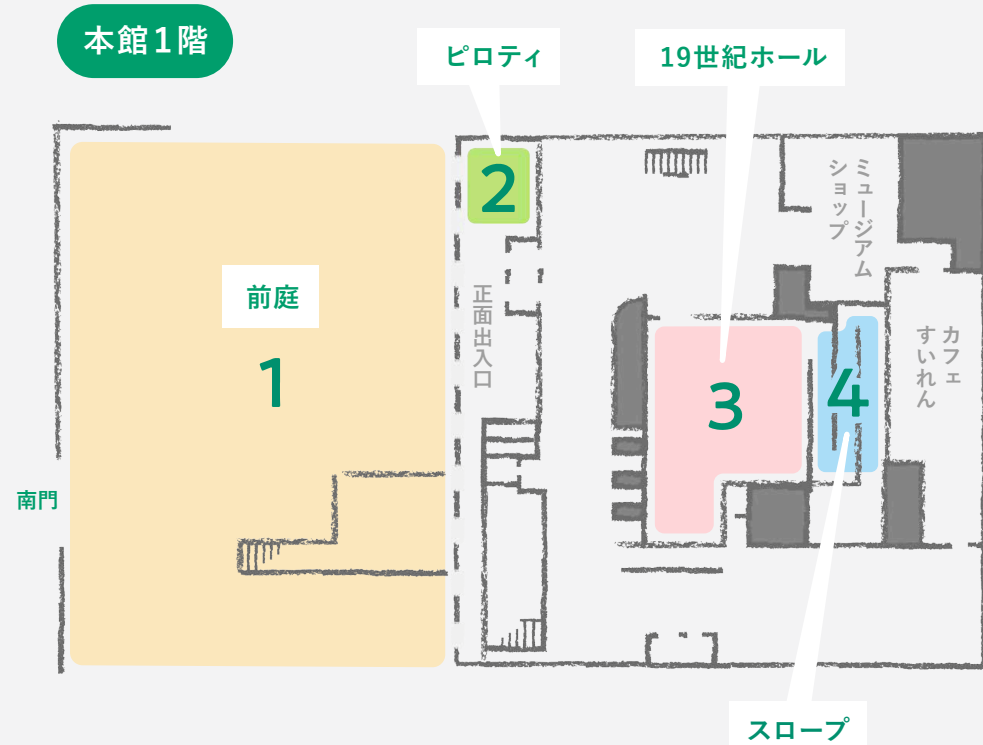 本館1階
ピロティ
19世紀ホール
2
ミュージアム
ショップ
前庭
正面出入口
1
3
4
カフェ
すいれん
南門
スロープ